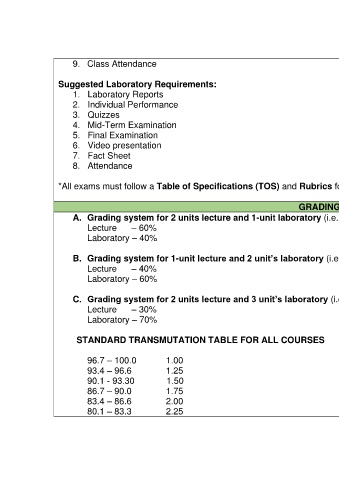 9. Class Attendance
Suggested Laboratory Requirements:
1. Laboratory Reports
2. Individual Performance
3. Quizzes
4. Mid-Term Examination
5. Final Examination
6. Video presentation
7. Fact Sheet
8. Attendance
*All exams must follow a Table of Specifications (TOS) and Rubrics fo
GRADING
A. Grading system for 2 units lecture and 1-unit laboratory (i.e.
Lecture – 60%
Laboratory – 40%
B. Grading system for 1-unit lecture and 2 unit's laboratory (i.e
Lecture – 40%
Laboratory – 60%
C. Grading system for 2 units lecture and 3 unit's laboratory (i.
Lecture – 30%
Laboratory – 70%
STANDARD TRANSMUTATION TABLE FOR ALL COURSES
96.7 – 100.0 1.00
93.4 – 96.6 1.25
90.1 - 93.30 1.50
86.7 – 90.0 1.75
83.4 – 86.6 2.00
80.1 – 83.3 2.25